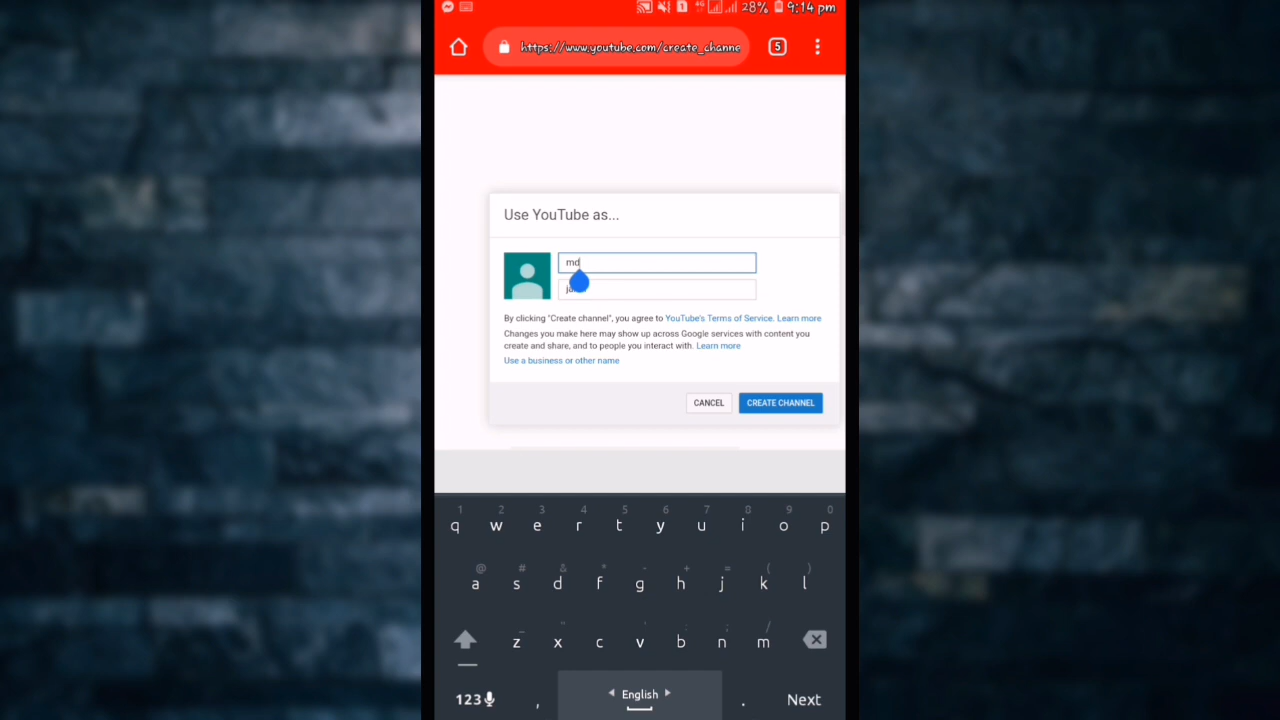 28% 9:14 pm
https://www.youtube.com/create_channe
5
Use YouTube as...
md
By clicking "Create channel", you agree to YouTube's Terms of Service. Learn more
Changes you make here may show up across Google services with content you
create and share, and to people you interact with. Learn more
Use a business or other name
CANCEL CREATE CHANNEL
1 2 3 4 5 6 7 8 9 0
q w e r t y u i o p
@ # & * - + = ( )
a s d f g h j k l
z x c v b n m
123 , English . Next